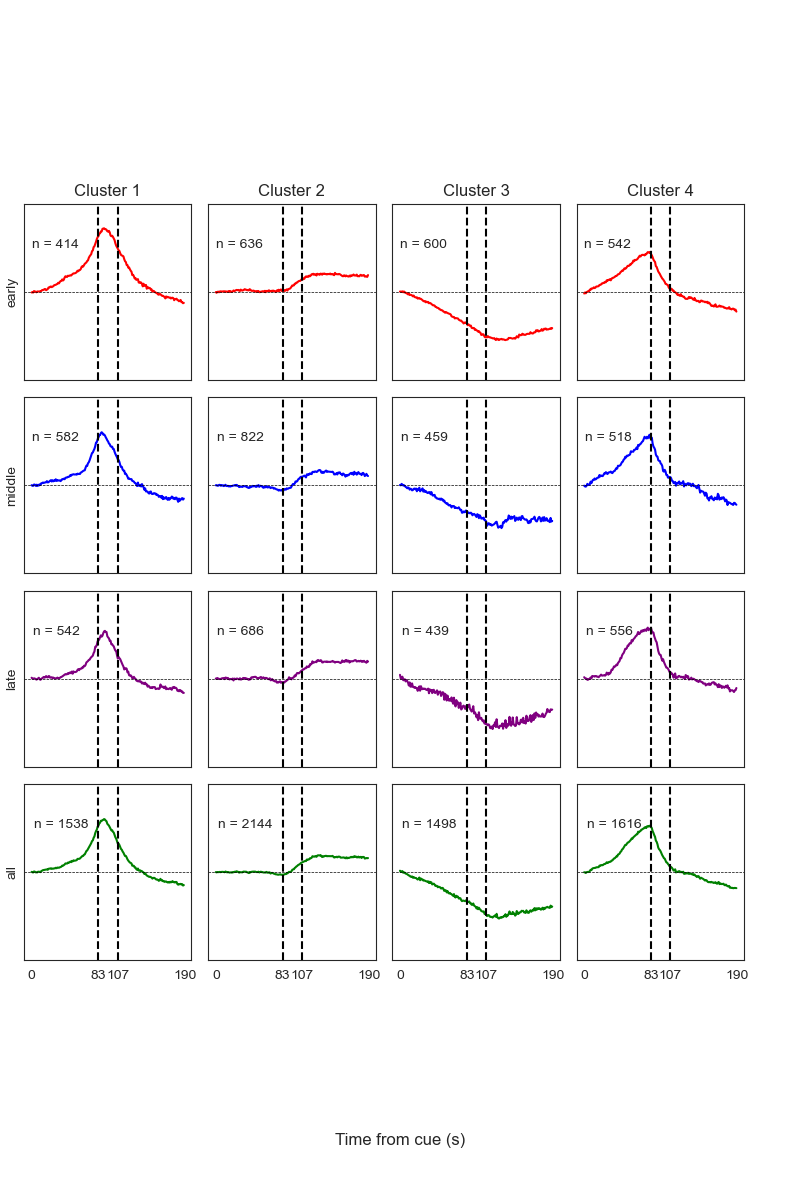 Cluster 1 Cluster 2 Cluster 3 Cluster 4
early n = 414 n = 636 n = 600 n = 542
middle n = 582 n = 822 n = 459 n = 518
late n = 542 n = 686 n = 439 n = 556
all n = 1538 n = 2144 n = 1498 n = 1616
0 83 107 190 0 83 107 190 0 83 107 190 0 83 107 190
Time from cue (s)